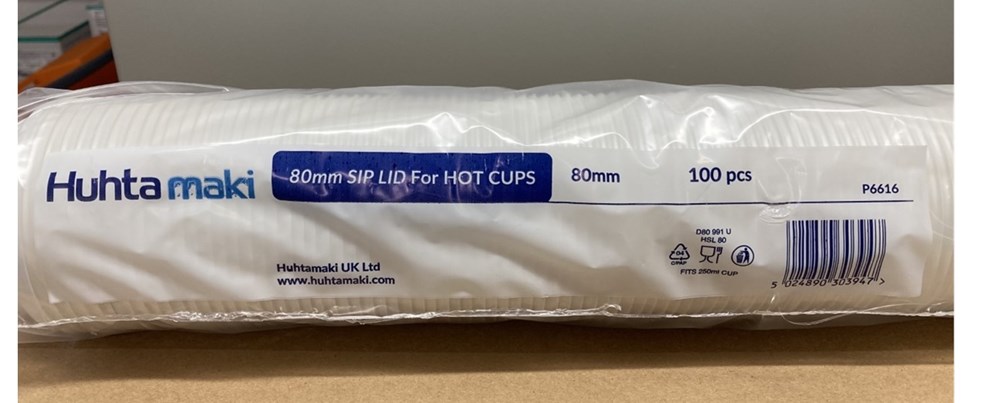 Huhtamaki
80mm SIP LID For HOT CUPS
80mm
100 pcs
P6616
D80 991 U
HSL 80
04
FITS 250ml CUP
5 024890 303947 >
Huhtamaki UK Ltd
www.huhtamaki.com